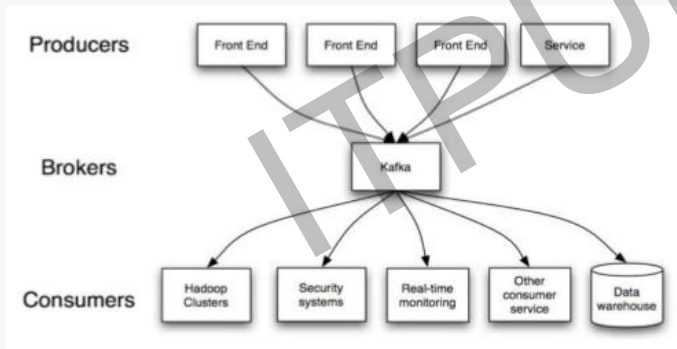 Producers
Front End
Front End
Front End
Service
Brokers
Kafka
Consumers
Hadoop
Clusters
Security
systems
Real-time
monitoring
Other
consumer
service
Data
warehouse
ITPU